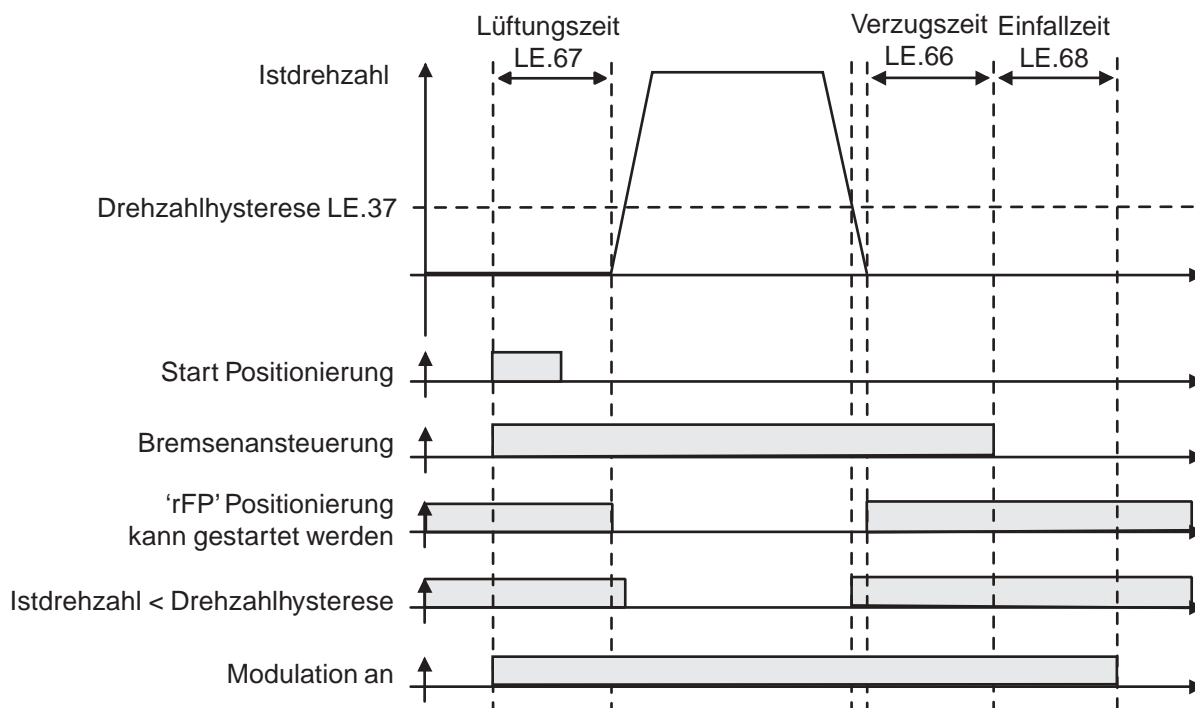 Lüftungszeit
LE.67
Verzugszeit
LE.66
Einfallzeit
LE.68
Istdrehzahl
Drehzahlhysterese LE.37
Start Positionierung
Bremsenansteuerung
‘rFP’ Positionierung
kann gestartet werden
Istdrehzahl < Drehzahlhysterese
Modulation an